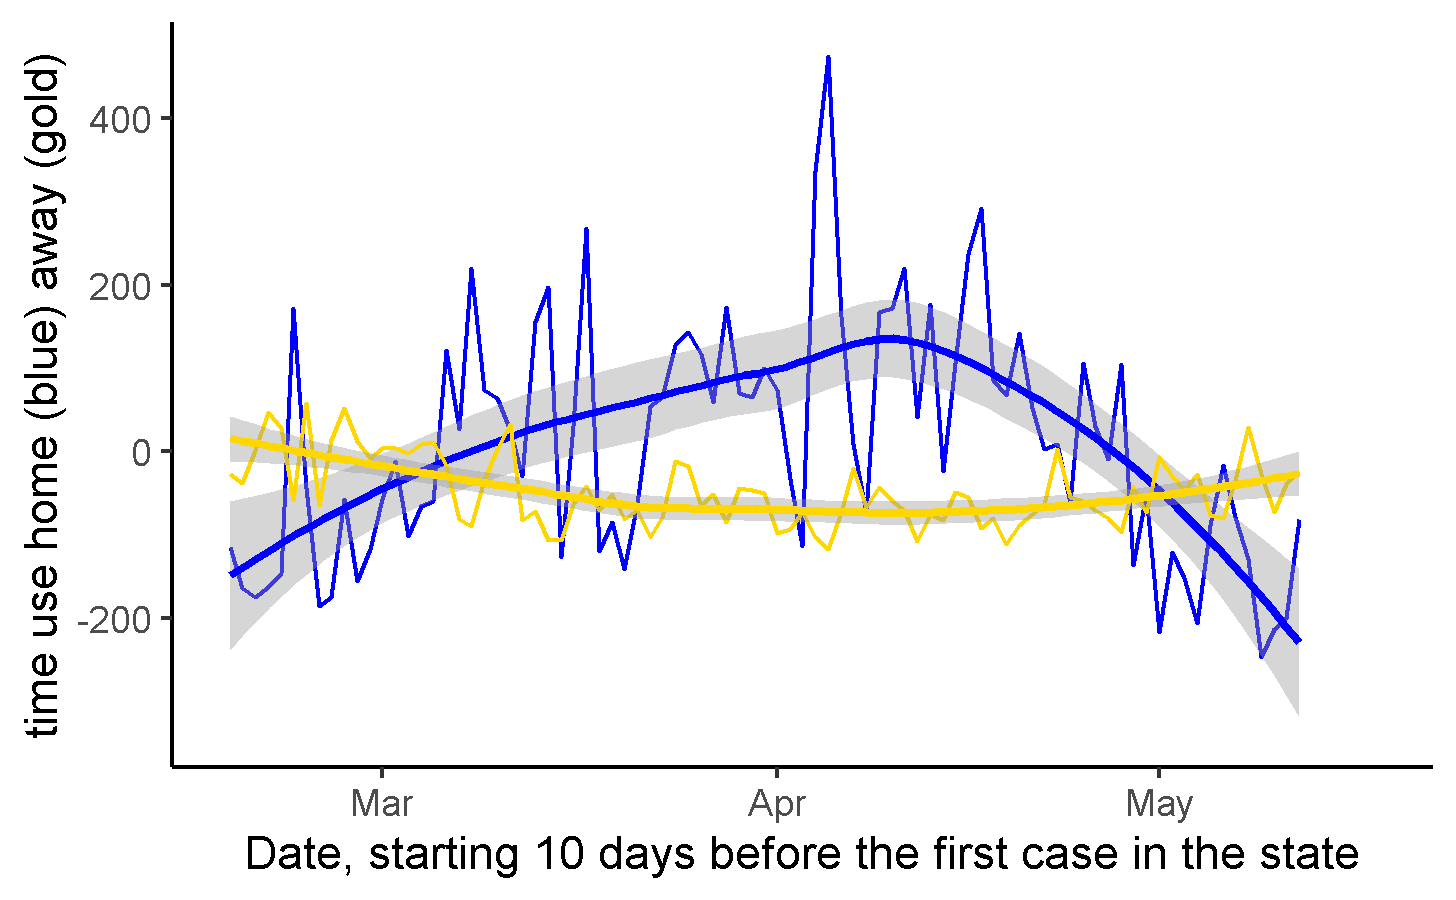 time use home (blue) away (gold)
400
200
0
-200
Mar Apr May
Date, starting 10 days before the first case in the state